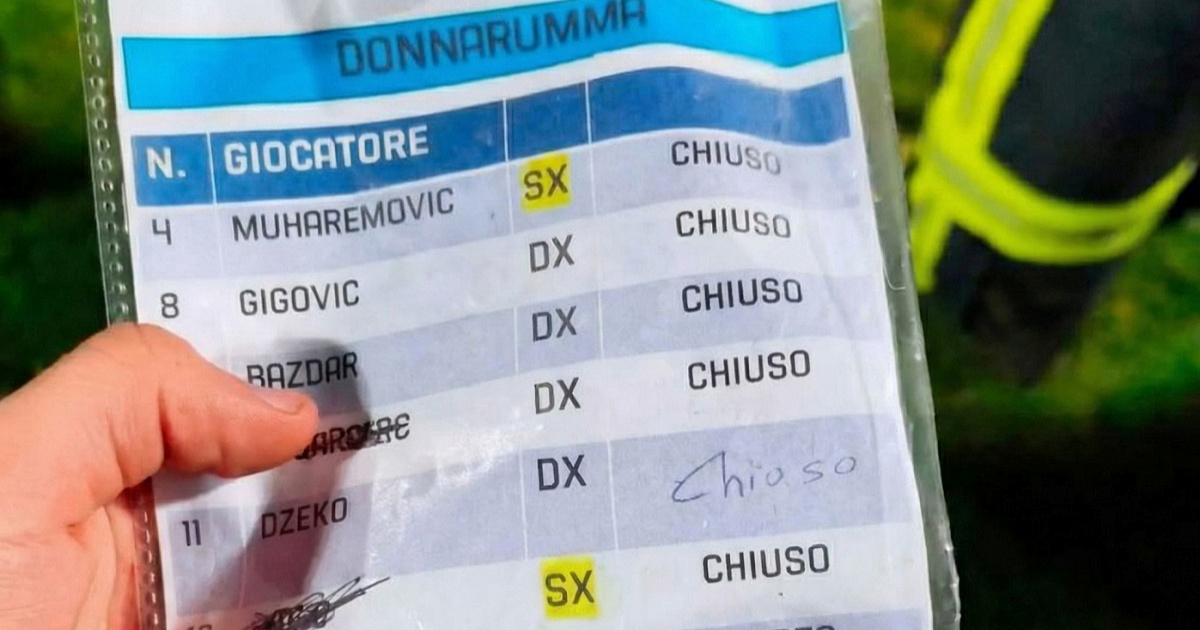 DONNARUMMA
N. GIOCATORE
4 MUHAREMOVIC SX CHIUSO
8 GIGOVIC DX CHIUSO
BAZDAR DX CHIUSO
DX CHIUSO
11 DZEKO DX Chiuso
SX CHIUSO